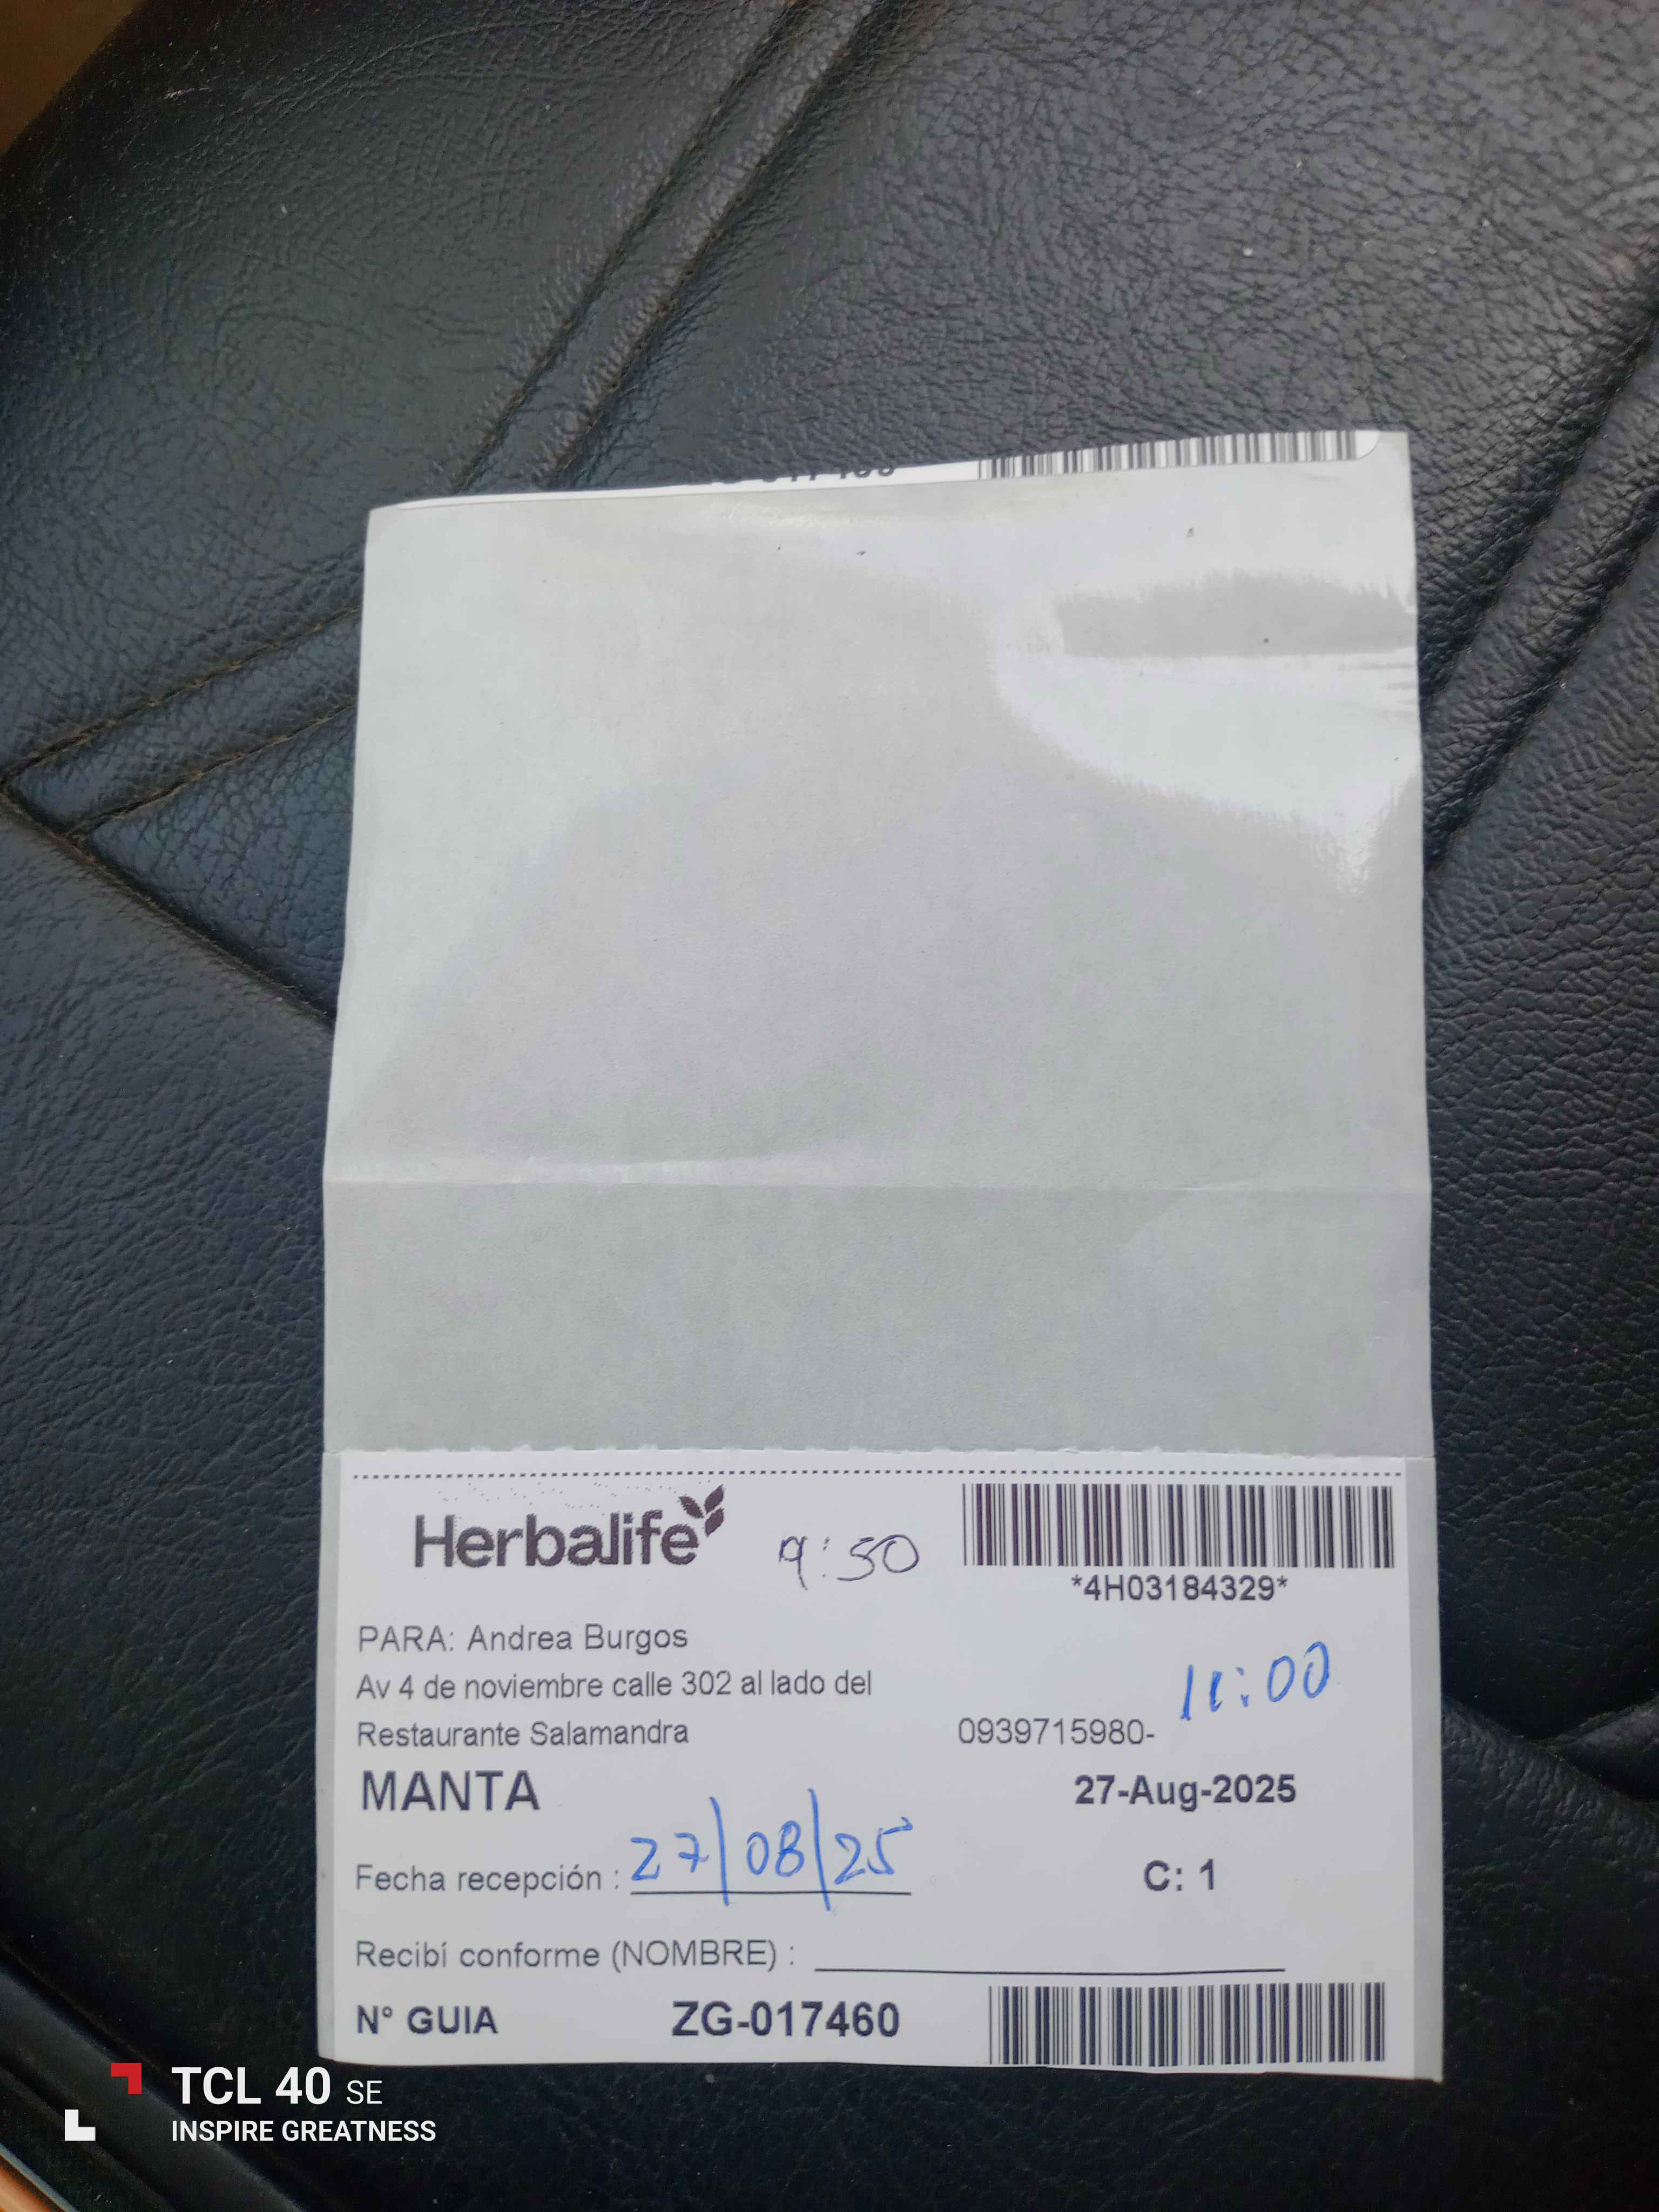 Herbalife
9:50
*4H03184329*
PARA: Andrea Burgos
Av 4 de noviembre calle 302 al lado del
11:00
Restaurante Salamandra
0939715980-
MANTA
27-Aug-2025
Fecha recepción : 27/08/25
C: 1
Recibí conforme (NOMBRE) :
N° GUIA ZG-017460
TCL 40 SE
INSPIRE GREATNESS